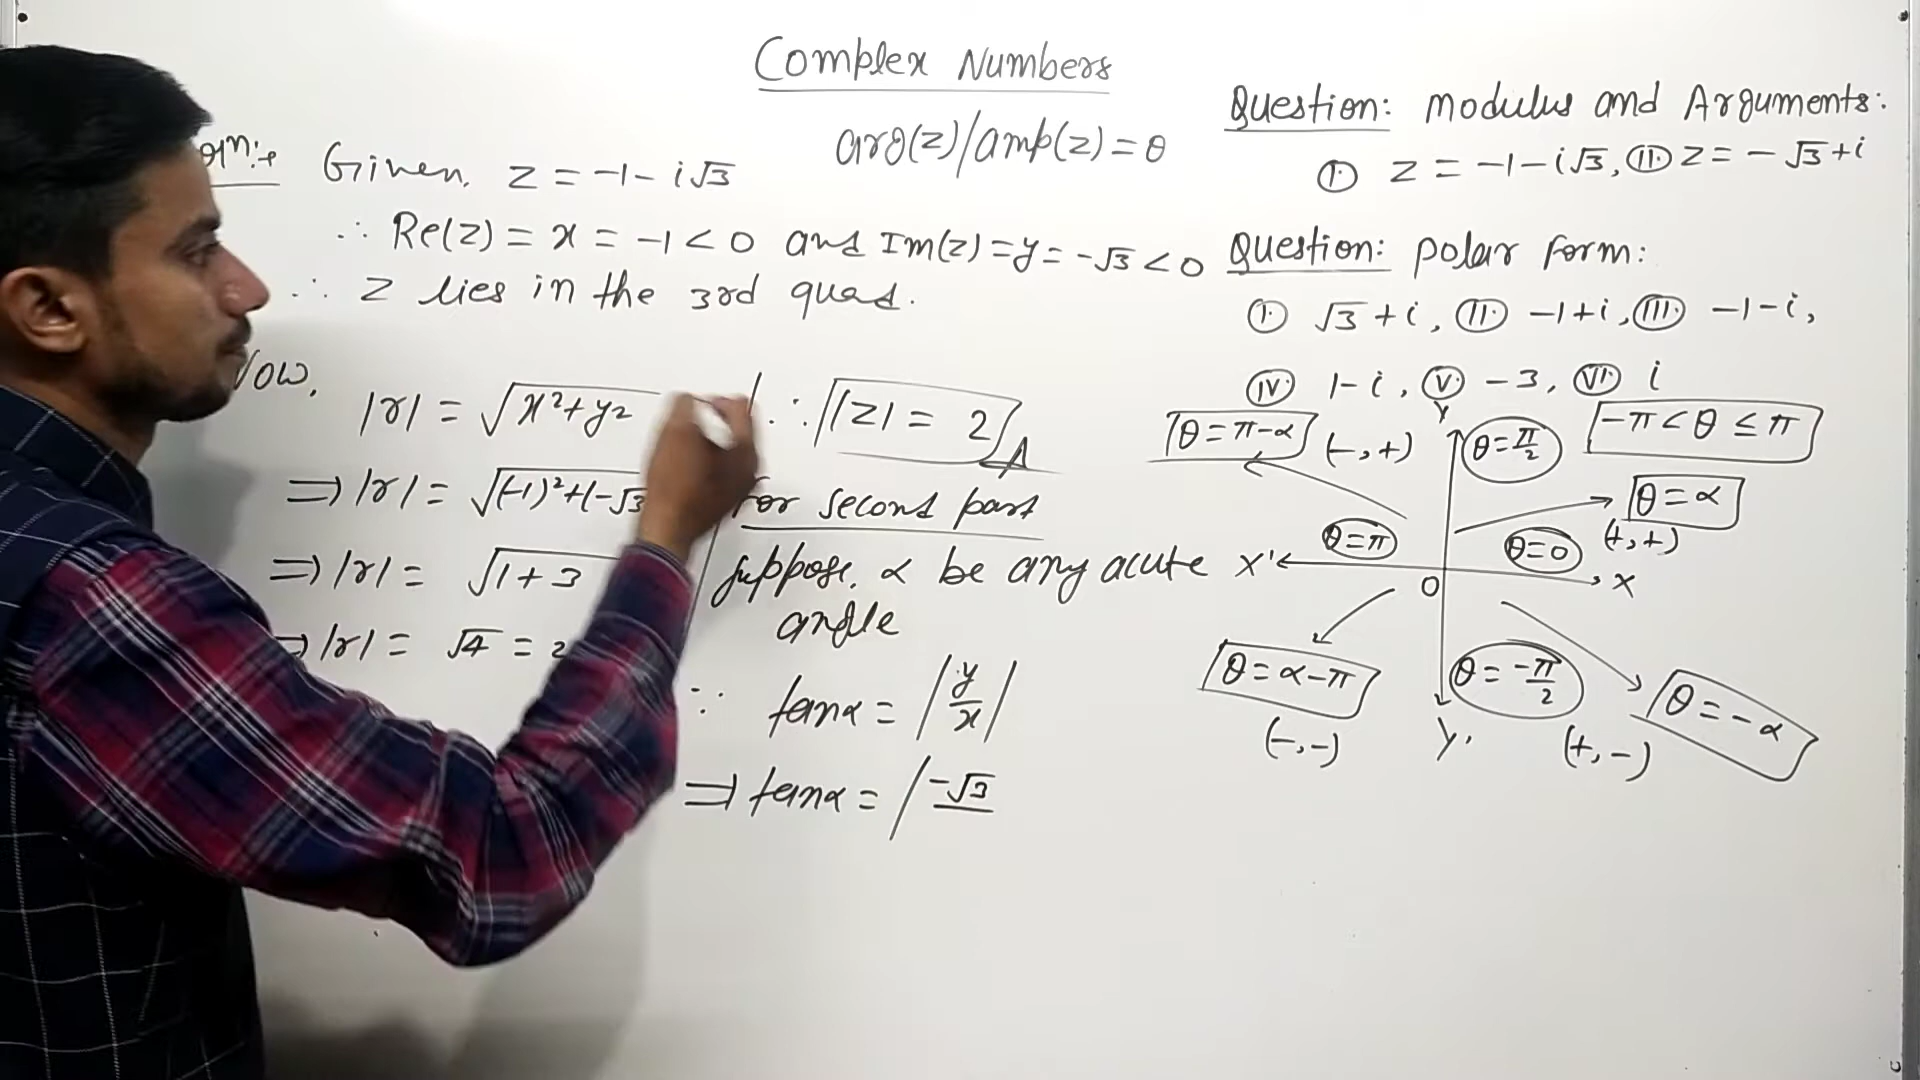 Complex Numbers
arg(z)/amp(z) = θ
Given, z = -1 - i√3
∴ Re(z) = x = -1 < 0 and Im(z) = y = -√3 < 0
∴ z lies in the 3rd quad.
Now,
|r| = √x²+y²
⇒ |r| = √(-1)²+(-√3
⇒ |r| = √1+3
⇒ |r| = √4 = 2
∴ |z| = 2
For second part
suppose, α be any acute
angle
∵ tanα = |y/x|
⇒ tanα = |-√3
Question: Modulus and Arguments:
(I) z = -1 - i√3, (II) z = -√3 + i
Question: polar form:
(I) √3 + i, (II) -1+i, (III) -1-i,
(IV) 1-i, (V) -3, (VI) i
θ = π-α (-,+) Y θ = π/2 -π < θ ≤ π
θ = α
(+,+)
θ = π θ = 0
X' O X
θ = α-π θ = -π/2 θ = -α
(-,-) Y' (+,-)